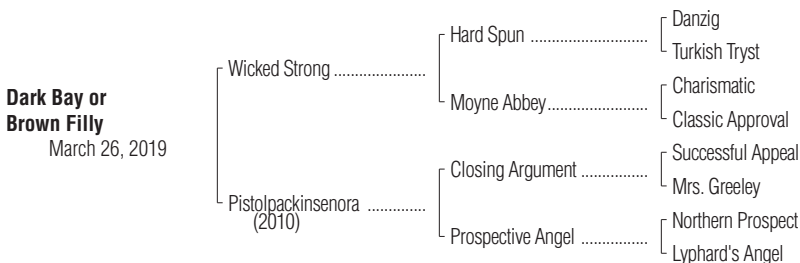 Dark Bay or
Brown Filly
March 26, 2019
Wicked Strong ......................
Pistolpackinsenora ..............
(2010)
Hard Spun ............................
Moyne Abbey........................
Closing Argument ................
Prospective Angel ................
Danzig
Turkish Tryst
Charismatic
Classic Approval
Successful Appeal
Mrs. Greeley
Northern Prospect
Lyphard's Angel